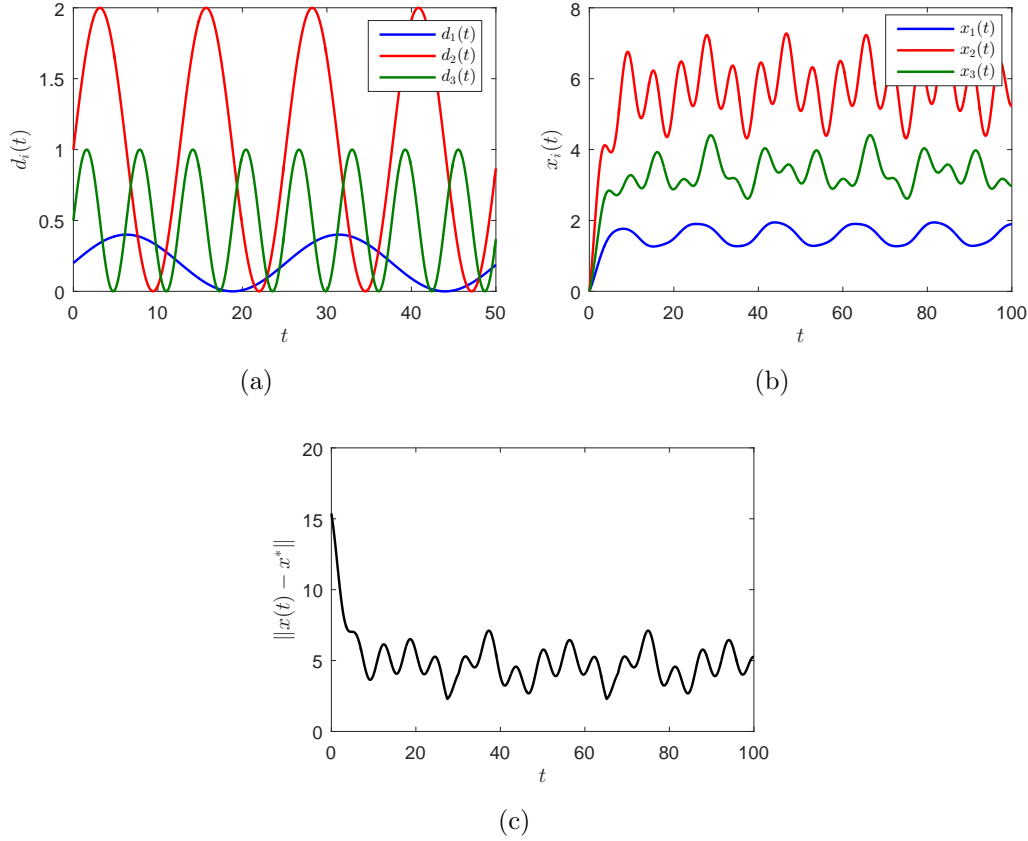 2
1.5
1
0.5
0
0 10 20 30 40 50
d_i(t)
t
d_1(t)
d_2(t)
d_3(t)
(a)
8
6
4
2
0
0 20 40 60 80 100
x_i(t)
t
x_1(t)
x_2(t)
x_3(t)
(b)
20
15
10
5
0
0 20 40 60 80 100
‖x(t) − x*‖
t
(c)